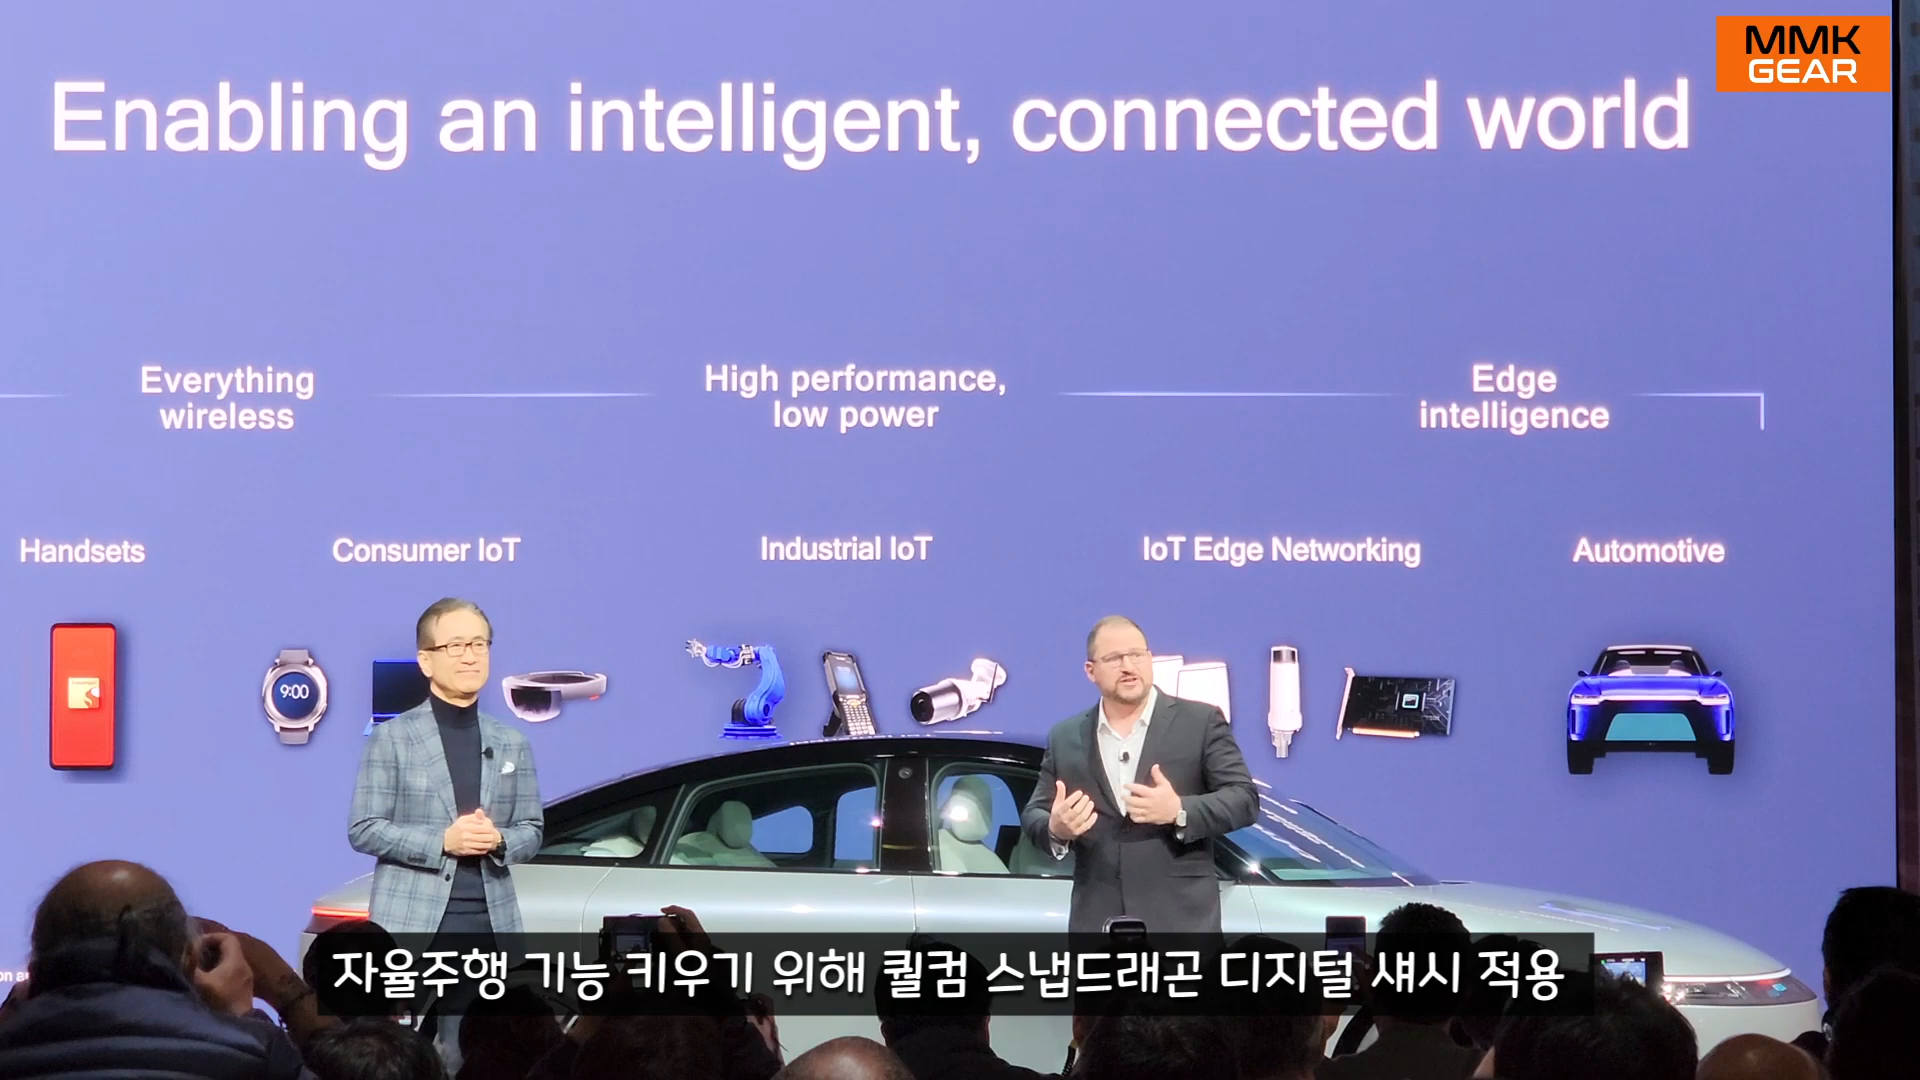 MMK
GEAR
Enabling an intelligent, connected world
Everything
wireless
High performance,
low power
Edge
intelligence
Handsets
Consumer IoT
Industrial IoT
IoT Edge Networking
Automotive
9:00
자율주행 기능 키우기 위해 퀄컴 스냅드래곤 디지털 섀시 적용